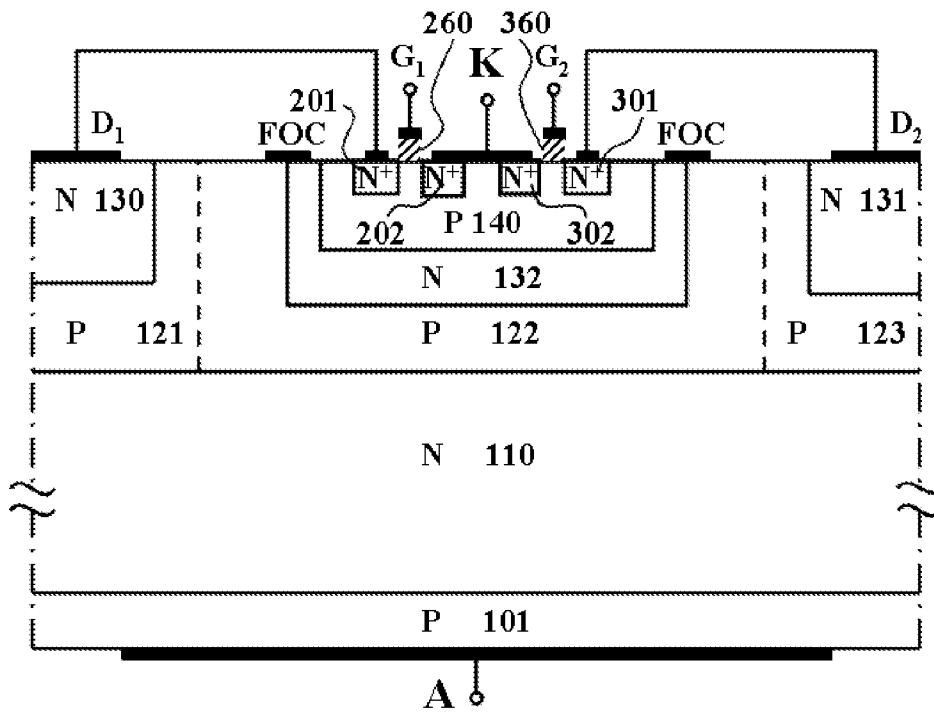 260 360
G₁ K G₂
201 301
D₁ FOC FOC D₂
N 130 N⁺ N⁺ N⁺ N⁺ N 131
202 P 140 302
N 132
P 121 P 122 P 123
N 110
P 101
A